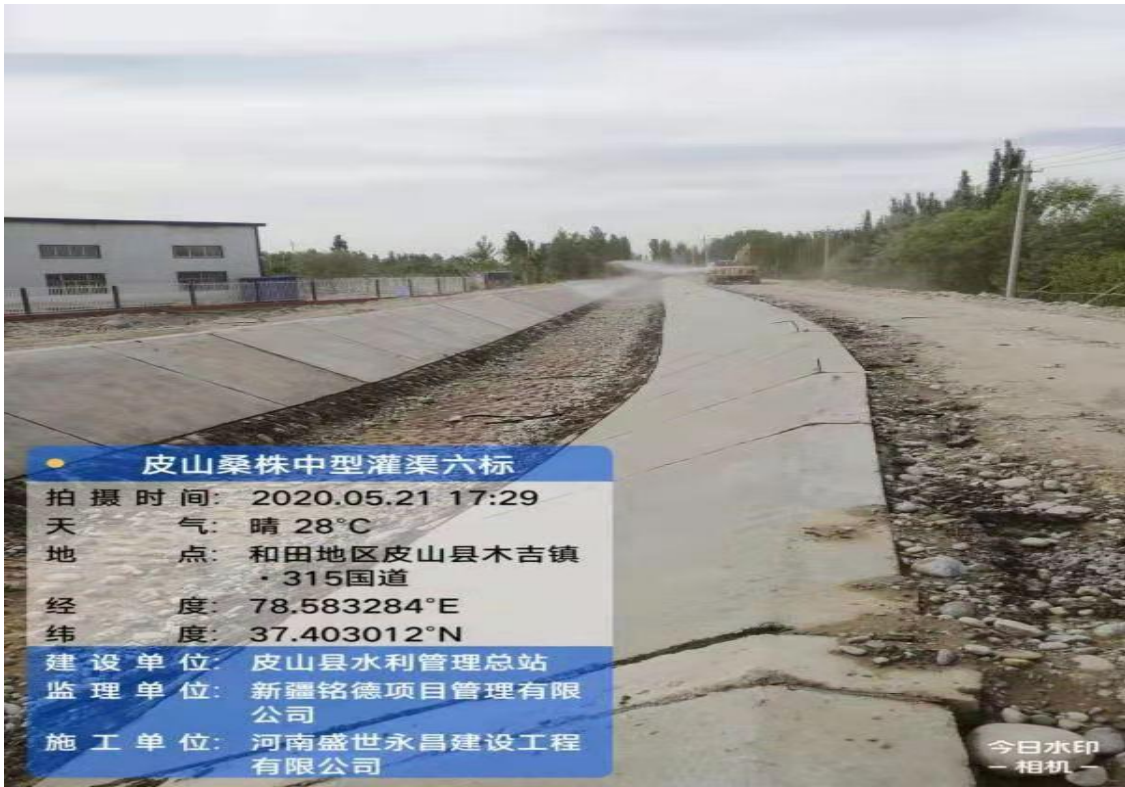 皮山桑株中型灌渠六标
拍摄时间: 2020.05.21 17:29
天气: 晴 28°C
地点: 和田地区皮山县木吉镇
·315国道
经度: 78.583284°E
纬度: 37.403012°N
建设单位: 皮山县水利管理总站
监理单位: 新疆铭德项目管理有限
公司
施工单位: 河南盛世永昌建设工程
有限公司
今日水印
-相机-